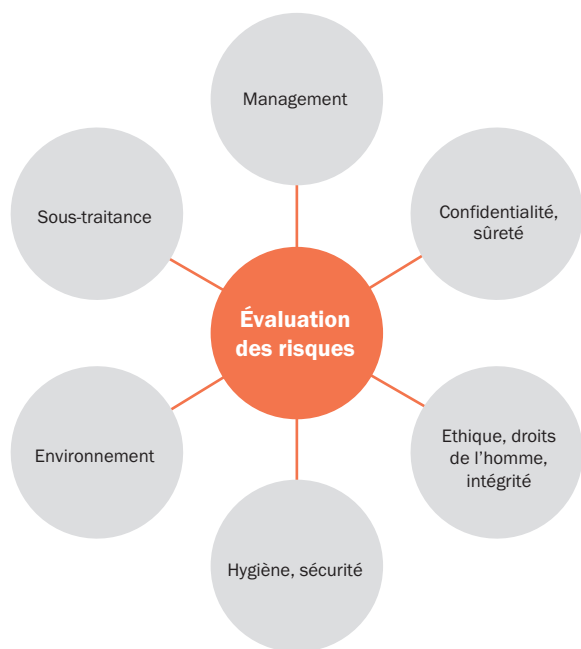 Management
Sous-traitance
Confidentialité,
sûreté
Évaluation
des risques
Environnement
Ethique, droits
de l’homme,
intégrité
Hygiène, sécurité